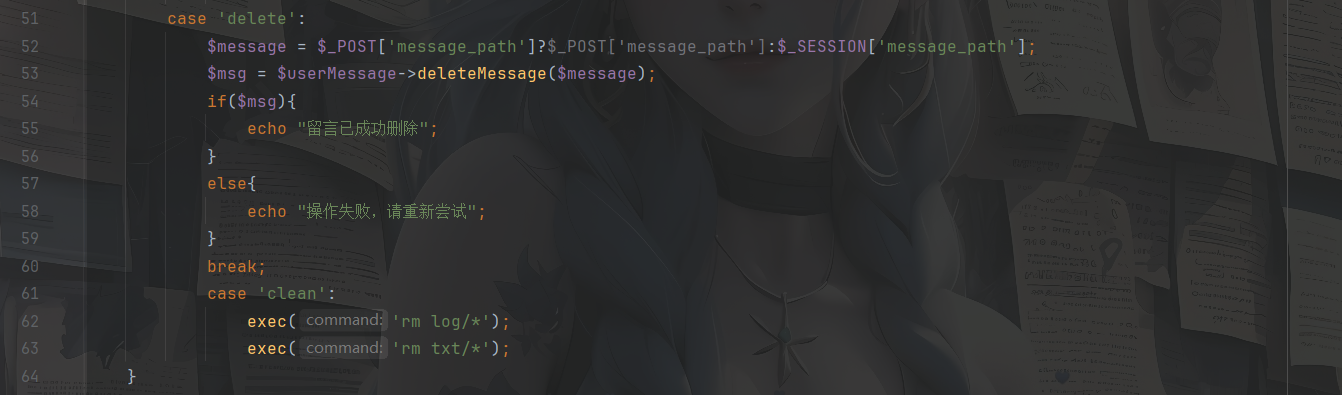 51 case 'delete':
52 $message = $_POST['message_path']?$_POST['message_path']:$_SESSION['message_path'];
53 $msg = $userMessage->deleteMessage($message);
54 if($msg){
55 echo "留言已成功删除";
56 }
57 else{
58 echo "操作失败，请重新尝试";
59 }
60 break;
61 case 'clean':
62 exec( command: 'rm log/*');
63 exec( command: 'rm txt/*');
64 }